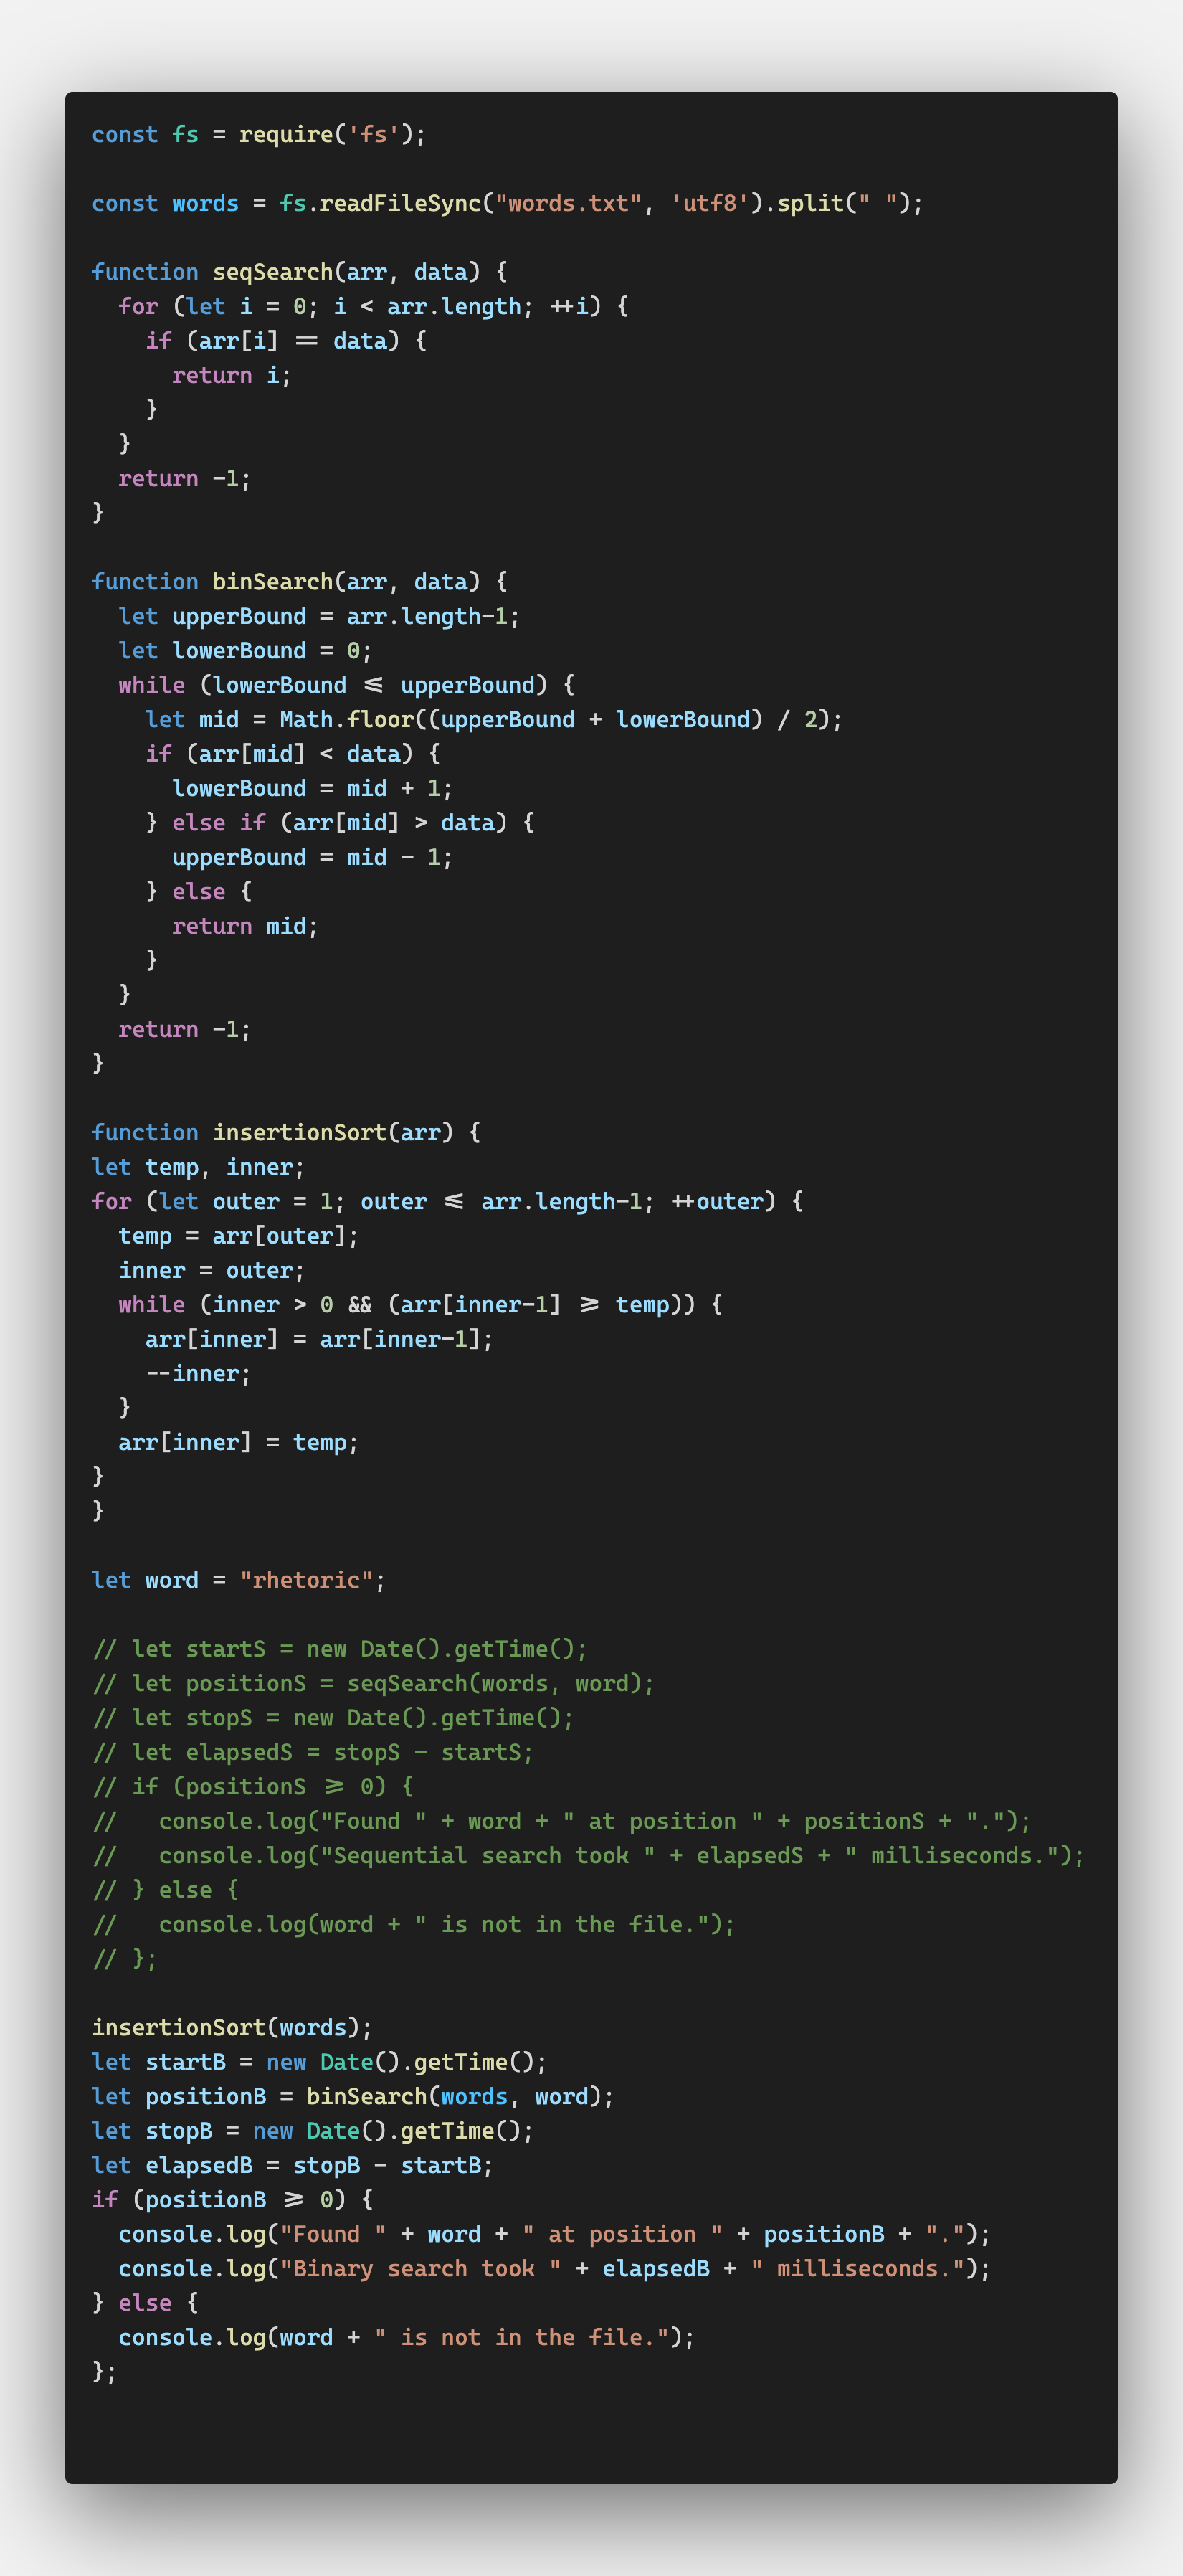 const fs = require('fs');

const words = fs.readFileSync("words.txt", 'utf8').split(" ");

function seqSearch(arr, data) {
  for (let i = 0; i < arr.length; ++i) {
    if (arr[i] == data) {
      return i;
    }
  }
  return -1;
}

function binSearch(arr, data) {
  let upperBound = arr.length-1;
  let lowerBound = 0;
  while (lowerBound <= upperBound) {
    let mid = Math.floor((upperBound + lowerBound) / 2);
    if (arr[mid] < data) {
      lowerBound = mid + 1;
    } else if (arr[mid] > data) {
      upperBound = mid - 1;
    } else {
      return mid;
    }
  }
  return -1;
}

function insertionSort(arr) {
let temp, inner;
for (let outer = 1; outer <= arr.length-1; ++outer) {
  temp = arr[outer];
  inner = outer;
  while (inner > 0 && (arr[inner-1] >= temp)) {
    arr[inner] = arr[inner-1];
    --inner;
  }
  arr[inner] = temp;
}
}

let word = "rhetoric";

// let startS = new Date().getTime();
// let positionS = seqSearch(words, word);
// let stopS = new Date().getTime();
// let elapsedS = stopS - startS;
// if (positionS >= 0) {
//   console.log("Found " + word + " at position " + positionS + ".");
//   console.log("Sequential search took " + elapsedS + " milliseconds.");
// } else {
//   console.log(word + " is not in the file.");
// };

insertionSort(words);
let startB = new Date().getTime();
let positionB = binSearch(words, word);
let stopB = new Date().getTime();
let elapsedB = stopB - startB;
if (positionB >= 0) {
  console.log("Found " + word + " at position " + positionB + ".");
  console.log("Binary search took " + elapsedB + " milliseconds.");
} else {
  console.log(word + " is not in the file.");
};